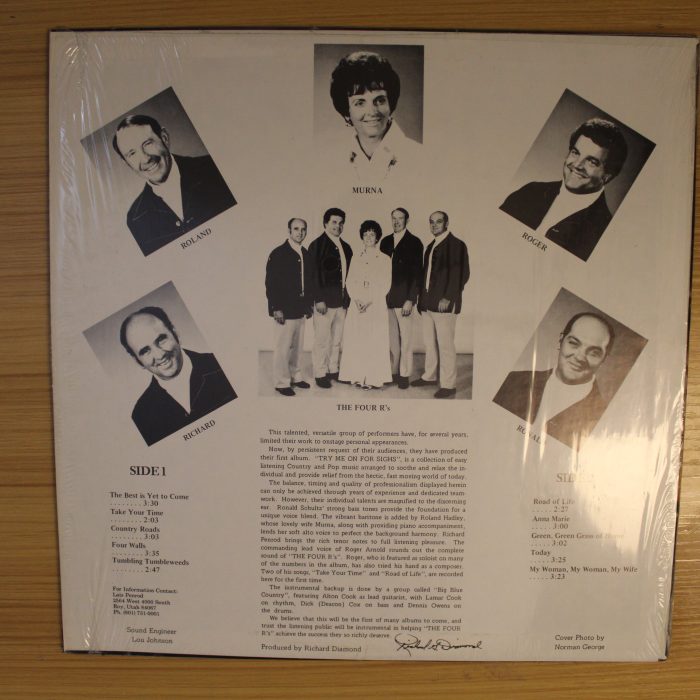 MURNA
ROLAND
ROGER
RICHARD
THE FOUR R's
This talented, versatile group of performers have, for several years,
limited their work to onstage personal appearances.
Now, by persistent request of their audiences, they have produced
their first album. "TRY ME ON FOR SIGHS", is a collection of easy
listening Country and Pop music arranged to soothe and relax the in-
dividual and provide relief from the hectic, fast moving world of today.
The balance, timing and quality of professionalism displayed herein
can only be achieved through years of experience and dedicated team-
work. However, their individual talents are magnified to the discerning
ear. Ronald Schultz' strong bass tones provide the foundation for a
unique voice blend. The vibrant baritone is added by Roland Hadley,
whose lovely wife Murna, along with providing piano accompaniment,
lends her soft alto voice to perfect the background harmony. Richard
Penrod brings the rich tenor notes to full listening pleasure. The
commanding lead voice of Roger Arnold rounds out the complete
sound of "THE FOUR R's". Roger, who is featured as soloist on many
of the numbers in the album, has also tried his hand as a composer.
Two of his songs, "Take Your Time" and "Road of Life", are recorded
here for the first time.
The instrumental backup is done by a group called "Big Blue
Country", featuring Alton Cook as lead guitarist, with Lamar Cook
on rhythm, Dick (Deacon) Cox on bass and Dennis Owens on
the drums.
We believe that this will be the first of many albums to come, and
trust the listening public will be instrumental in helping "THE FOUR
R's" achieve the success they so richly deserve.
Produced by Richard Diamond
SIDE 1
The Best is Yet to Come
........ 3:30
Take Your Time
........ 2:03
Country Roads
........ 3:03
Four Walls
........ 3:35
Tumbling Tumbleweeds
........ 2:47
For Information Contact:
Lois Penrod
2564 West 4000 South
Roy, Utah 84067
Sound Engineer
Lou Johnson
Road of Life
..... 2:27
Anna Marie
..... 3:00
Green, Green Grass of Home
..... 3:02
Today
..... 3:25
My Woman, My Woman, My Wife
..... 3:23
Cover Photo by
Norman George